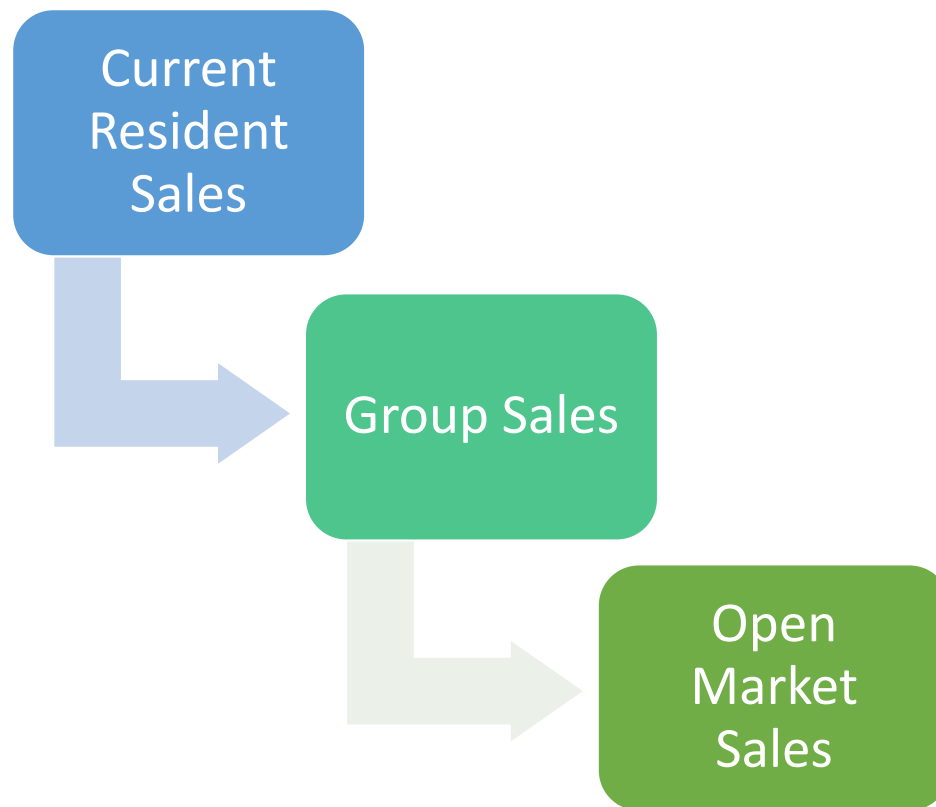 Current
Resident
Sales
Group Sales
Open
Market
Sales